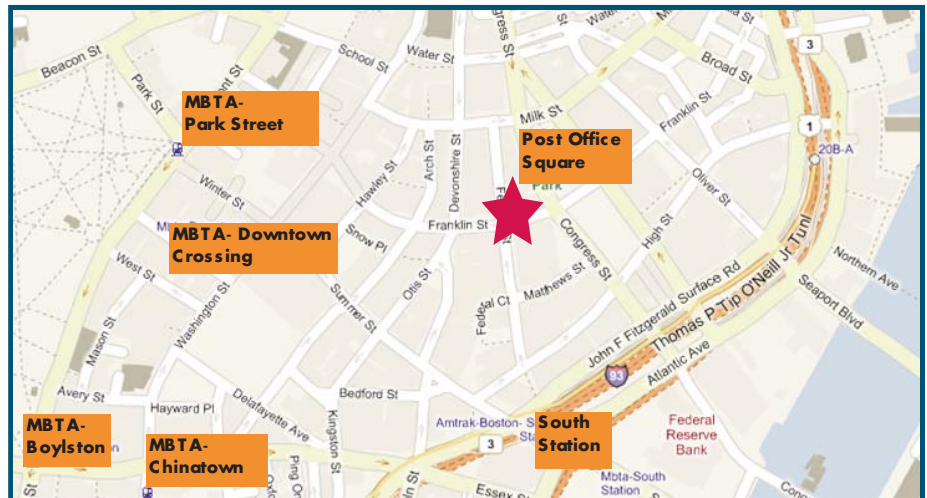 Beacon St
Park St
School St
Water St
Milk St
Broad St
Franklin St
3
1
20B-A
MBTA-
Park Street
Post Office
Square
Park
Hawley St
Arch St
Devonshire St
Oliver St
Winter St
MBTA- Downtown
Crossing
Snow Pl
Franklin St
Congress St
High St
West St
Washington St
Summer St
Otis St
Federal Ct
Matthews St
John F Fitzgerald Surface Rd
Thomas P Tip O'Neill Jr Tunl
Northern Ave
Seaport Blvd
Atlantic Ave
93
Mason St
Avery St
Hayward Pl
Delafayette Ave
Bedford St
Kingston St
MBTA-
Boylston
MBTA-
Chinatown
Amtrak-Boston-
3
South
Station
Federal
Reserve
Bank
Mbta-South
Station
Essex St